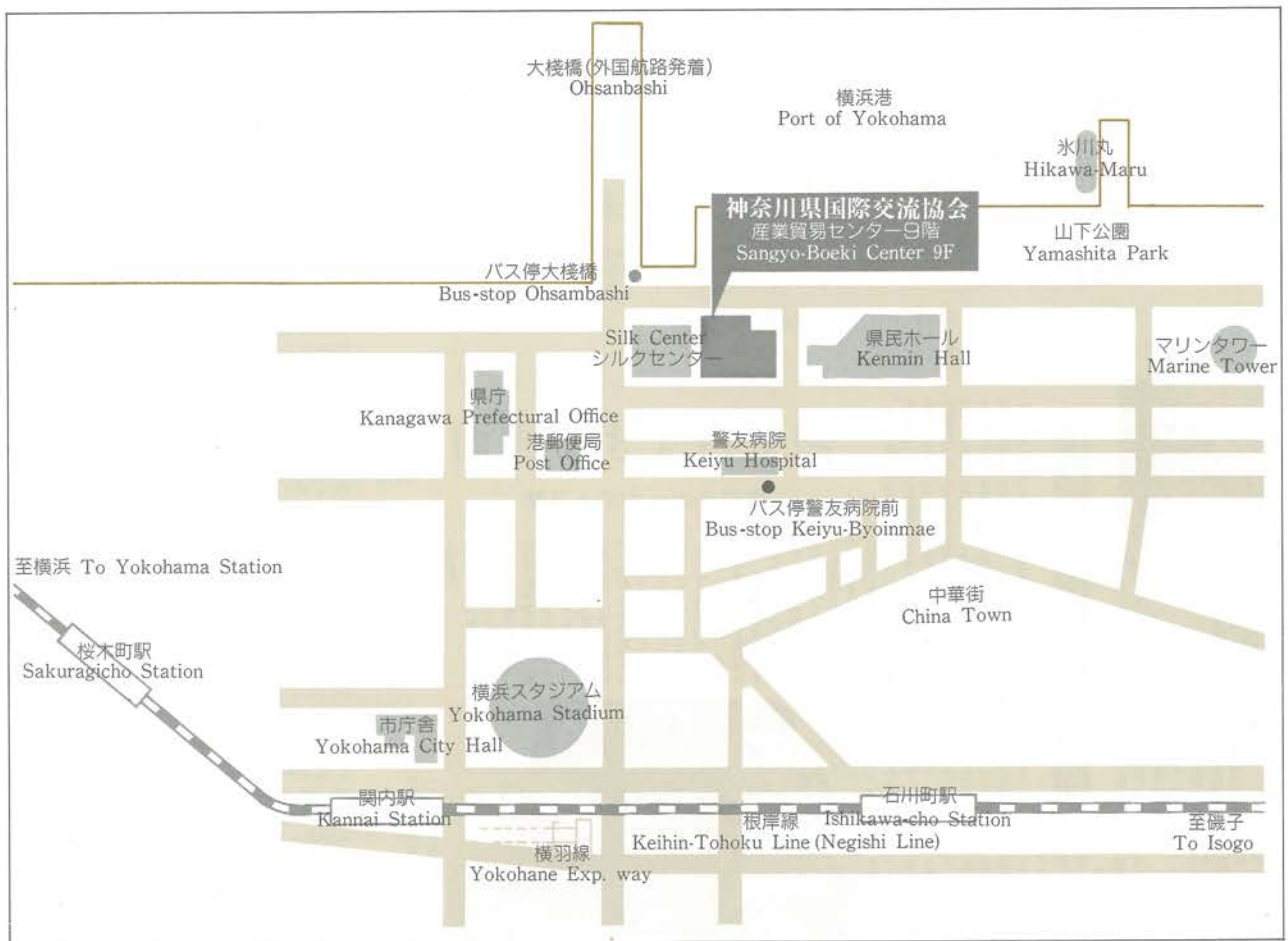 大棧橋(外国航路発着)
Ohsanbashi
横浜港
Port of Yokohama
氷川丸
Hikawa-Maru
神奈川県国際交流協会
産業貿易センター9階
Sangyo-Boeki Center 9F
山下公園
Yamashita Park
バス停大棧橋
Bus-stop Ohsambashi
Silk Center
シルクセンター
県民ホール
Kenmin Hall
マリンタワー
Marine Tower
県庁
Kanagawa Prefectural Office
港郵便局
Post Office
警友病院
Keiyu Hospital
バス停警友病院前
Bus-stop Keiyu-Byoinmae
至横浜 To Yokohama Station
中華街
China Town
桜木町駅
Sakuragicho Station
横浜スタジアム
Yokohama Stadium
市庁舎
Yokohama City Hall
関内駅
Kannai Station
石川町駅
Ishikawa-cho Station
根岸線
Keihin-Tohoku Line (Negishi Line)
至磯子
To Isogo
横羽線
Yokohane Exp. way